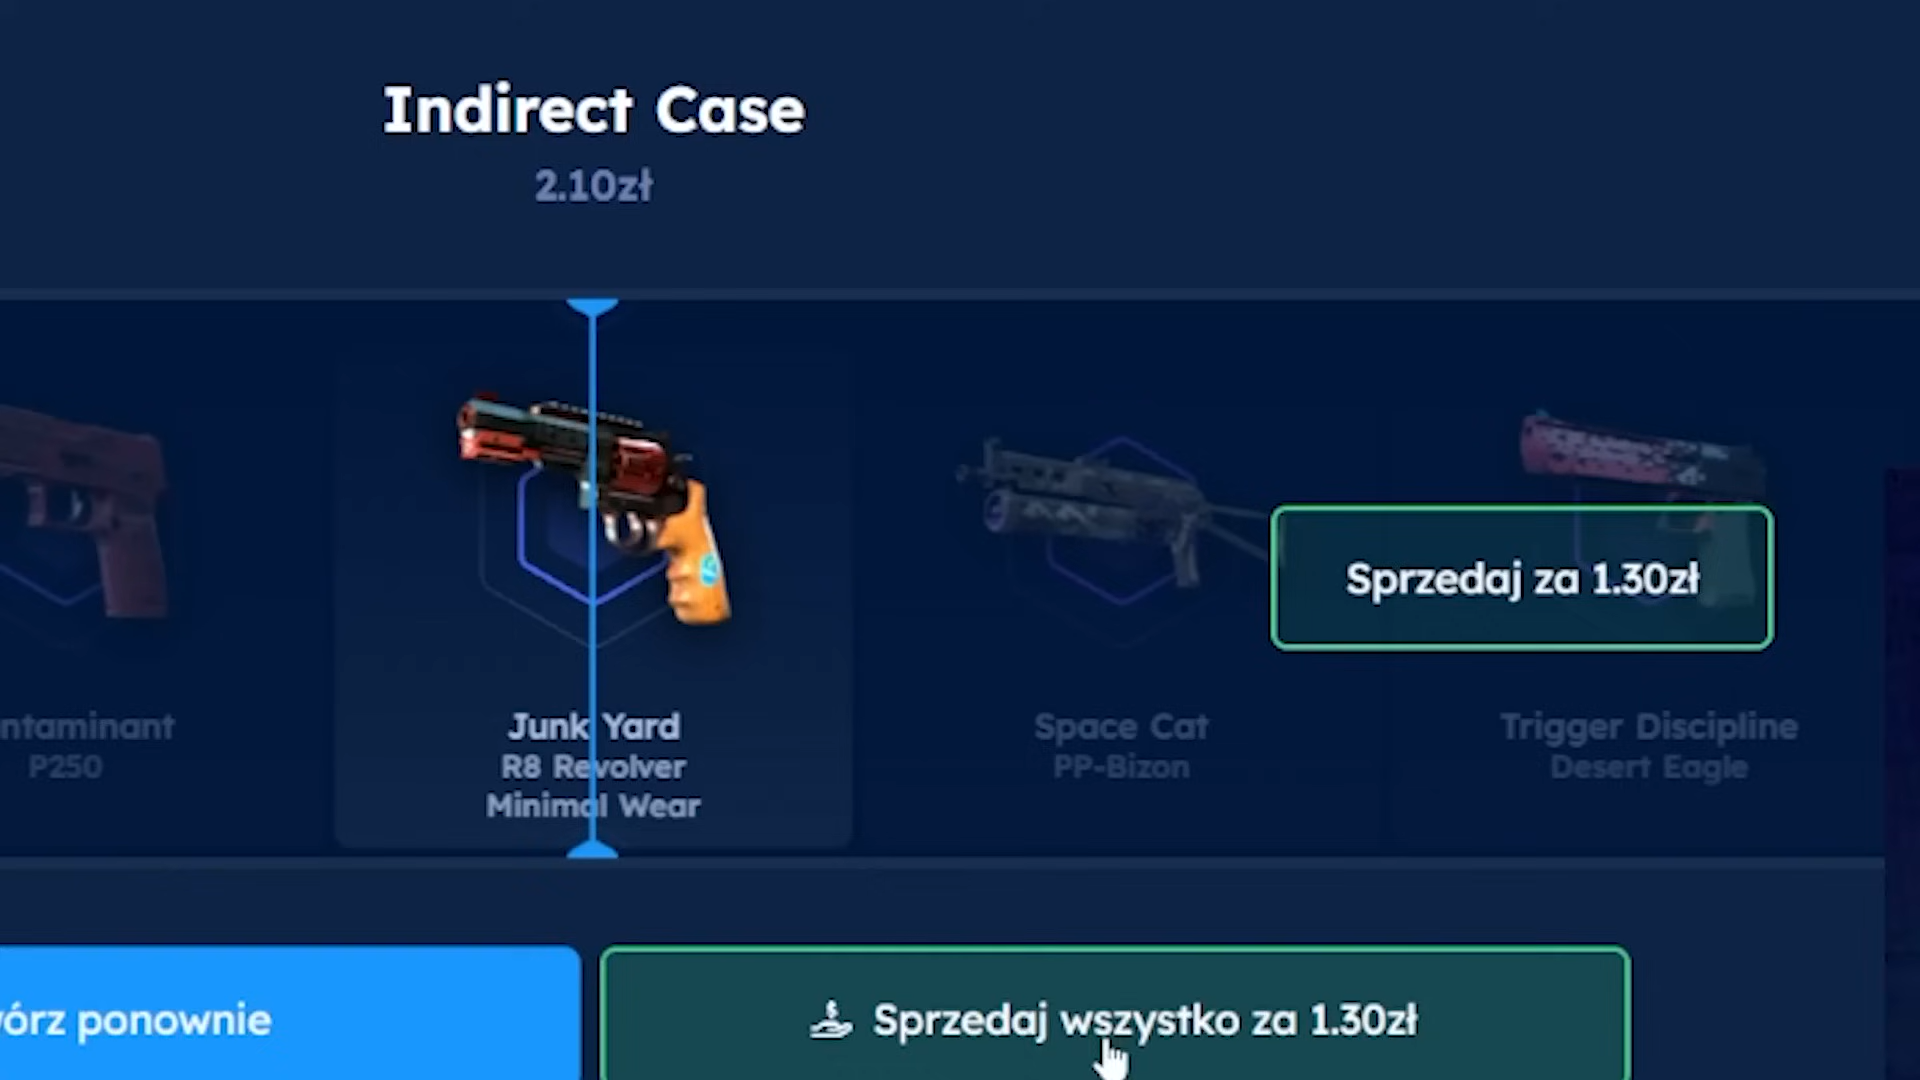 Indirect Case
2.10zł
Sprzedaj za 1.30zł
ntaminant
P250
Junk Yard
R8 Revolver
Minimal Wear
Space Cat
PP-Bizon
Trigger Discipline
Desert Eagle
wórz ponownie
Sprzedaj wszystko za 1.30zł